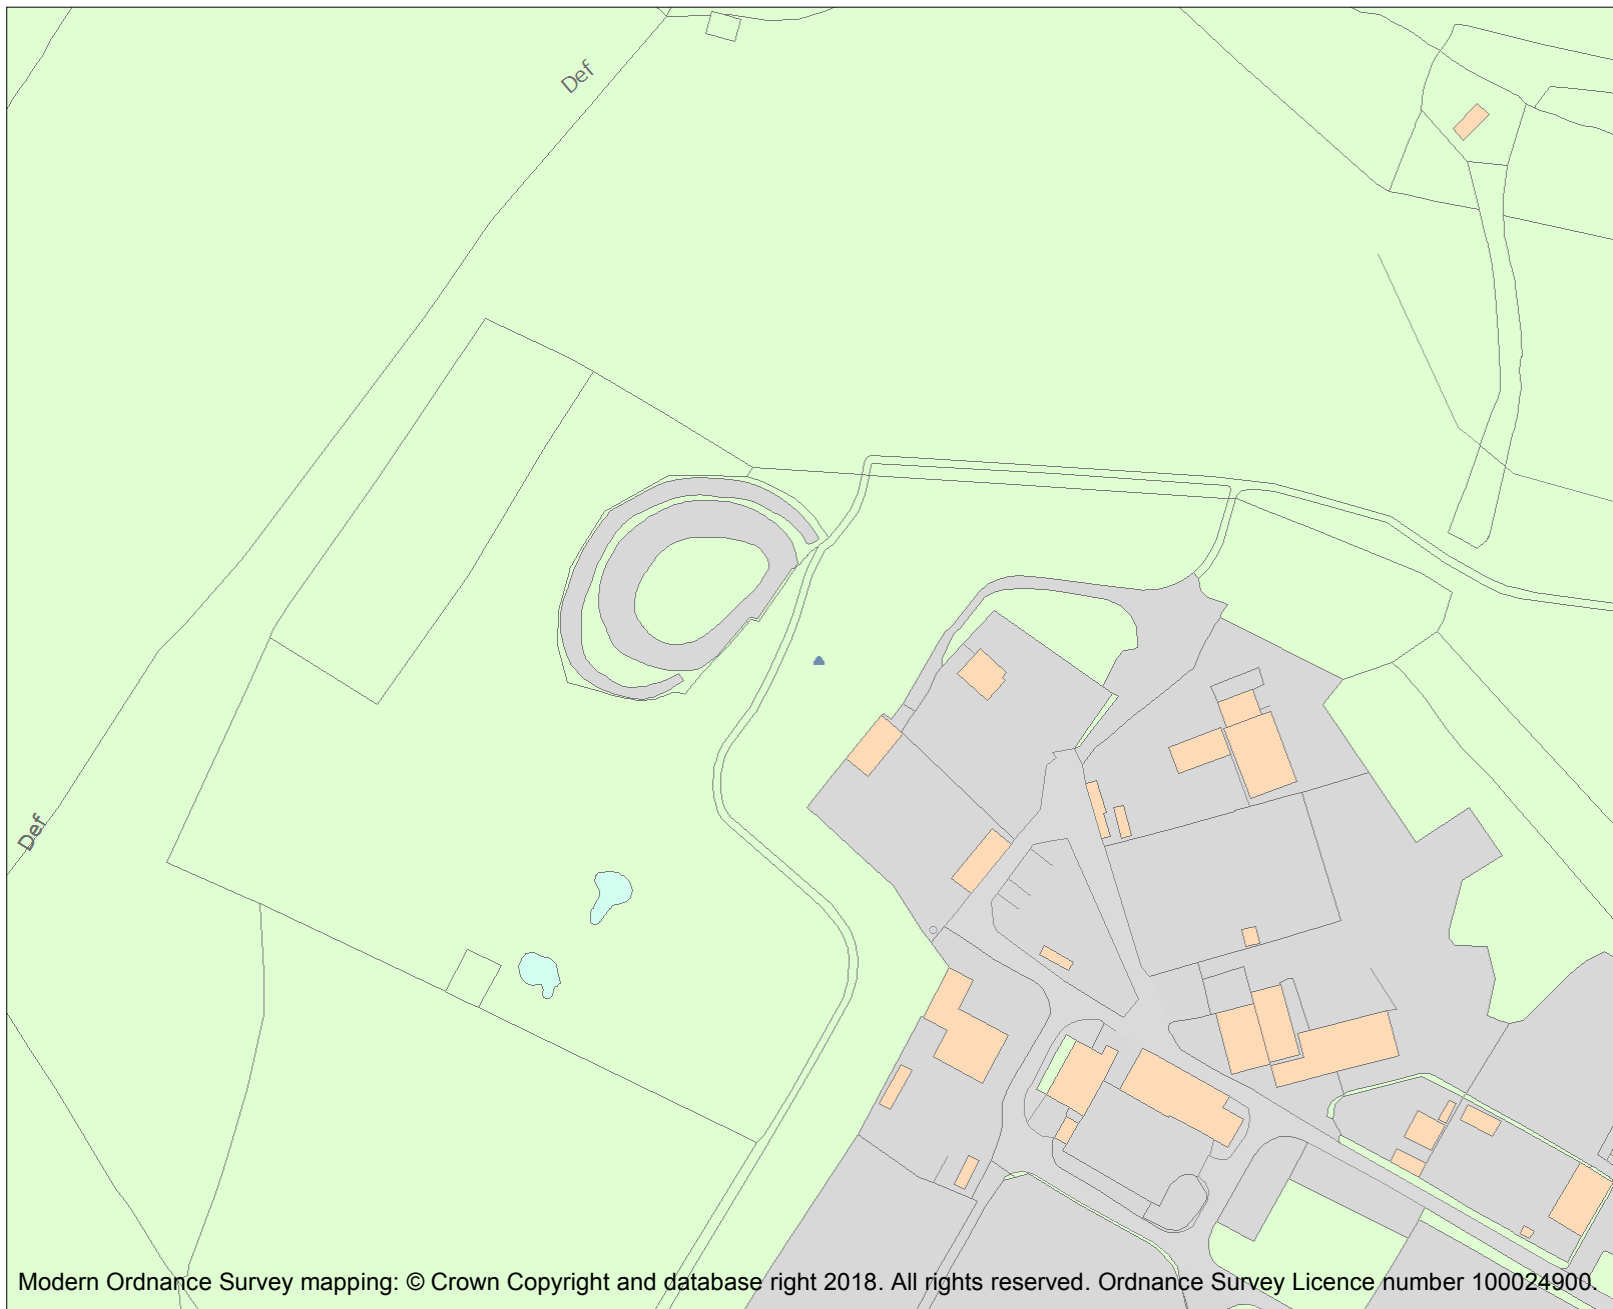 Def
Def
Modern Ordnance Survey mapping: © Crown Copyright and database right 2018. All rights reserved. Ordnance Survey Licence number 100024900.